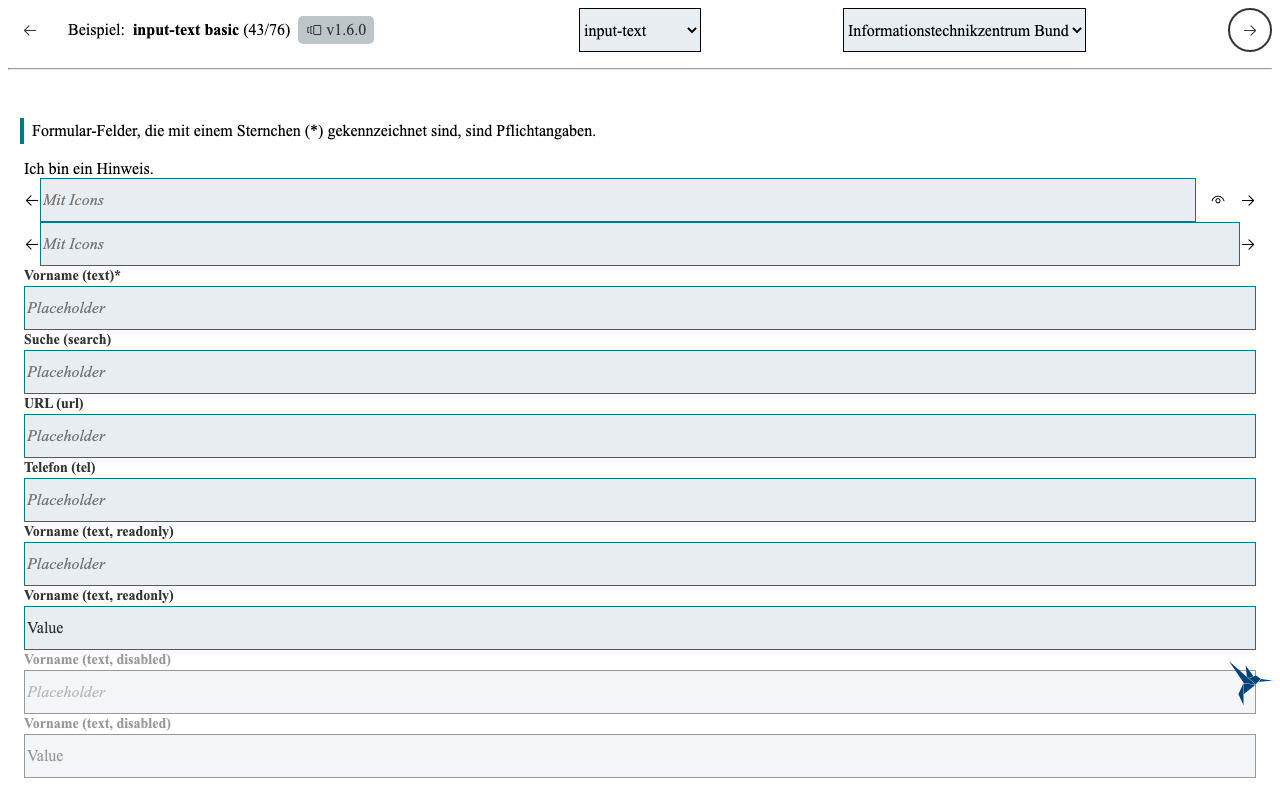 Beispiel: input-text basic (43/76) v1.6.0 input-text Informationstechnikzentrum Bund
Formular-Felder, die mit einem Sternchen (*) gekennzeichnet sind, sind Pflichtangaben.
Ich bin ein Hinweis.
Mit Icons
Mit Icons
Vorname (text)*
Placeholder
Suche (search)
Placeholder
URL (url)
Placeholder
Telefon (tel)
Placeholder
Vorname (text, readonly)
Placeholder
Vorname (text, readonly)
Value
Vorname (text, disabled)
Placeholder
Vorname (text, disabled)
Value